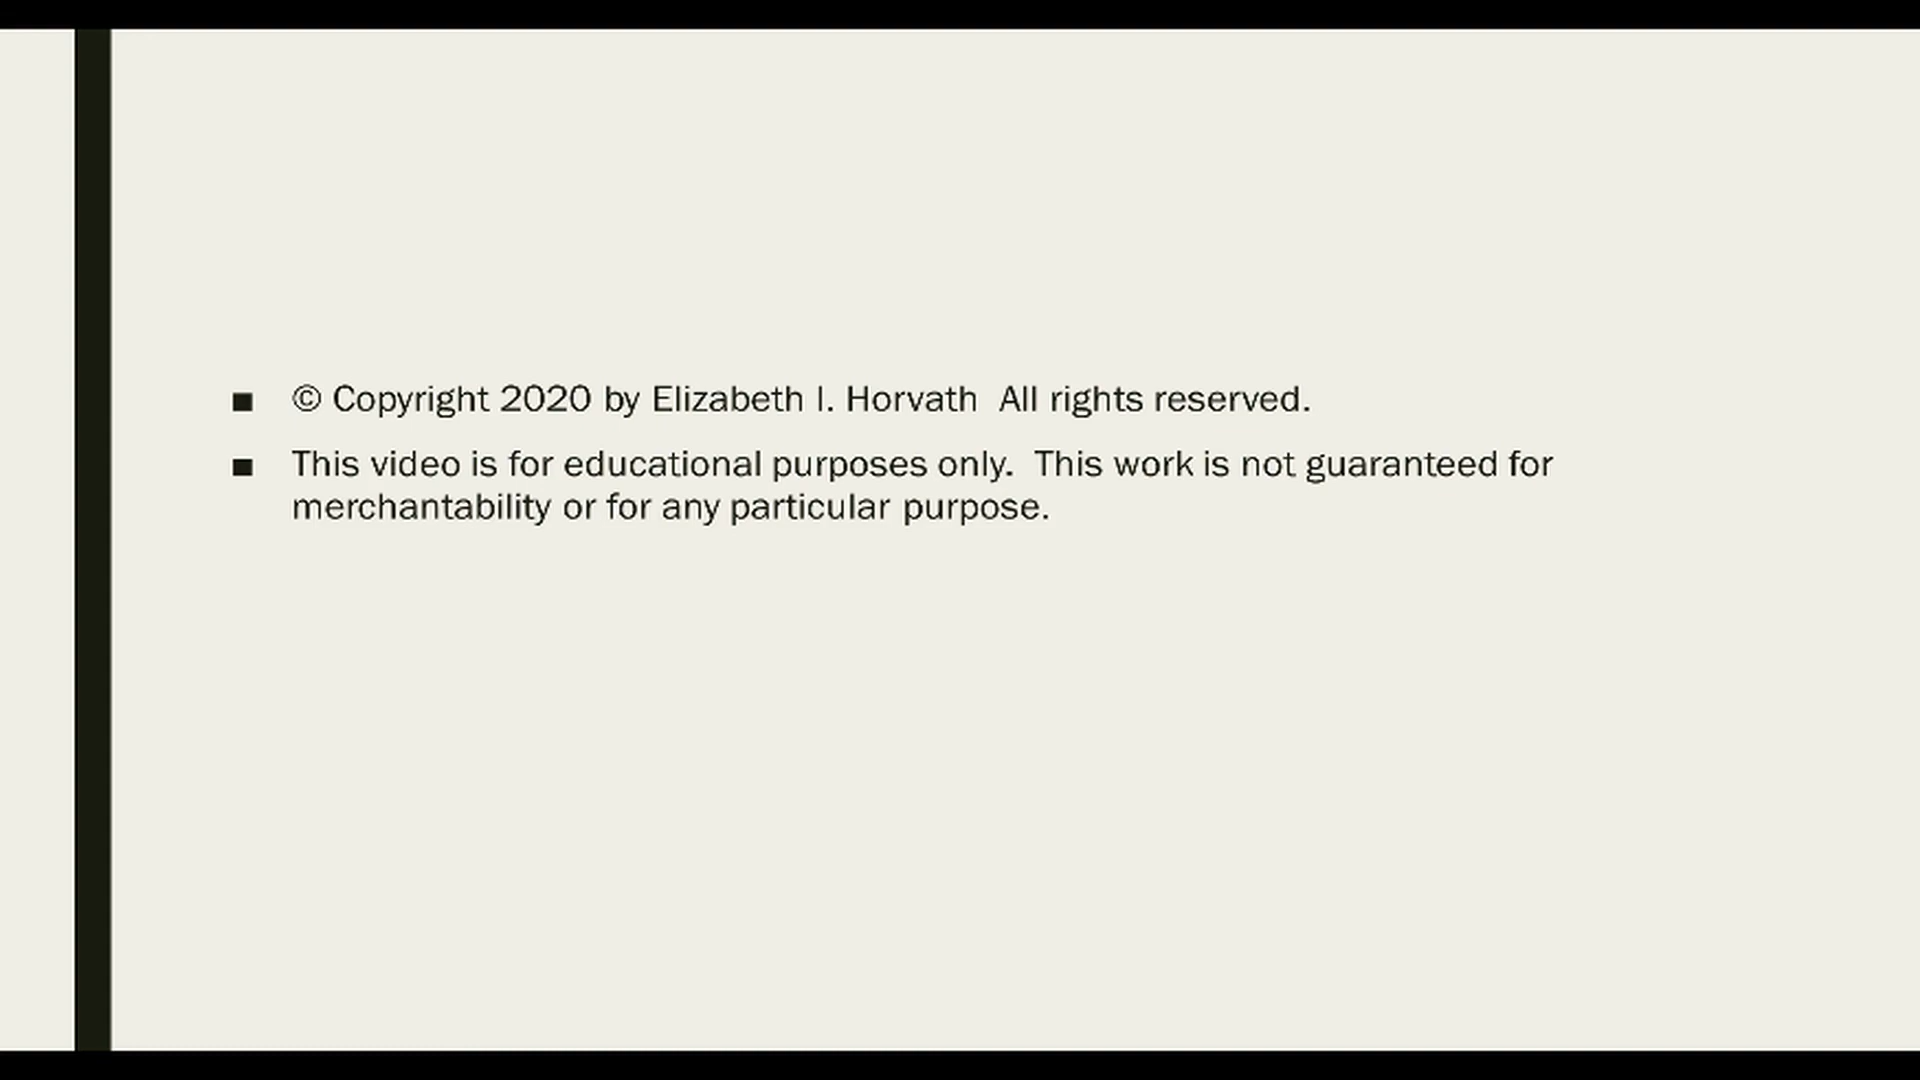 ■ © Copyright 2020 by Elizabeth I. Horvath  All rights reserved.
■ This video is for educational purposes only.  This work is not guaranteed for
merchantability or for any particular purpose.